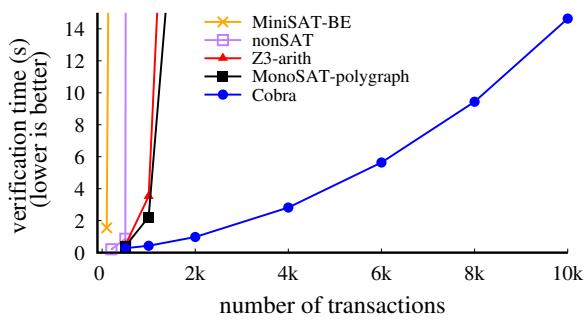 verification time (s)
(lower is better)
14
12
10
8
6
4
2
0
MiniSAT-BE
nonSAT
Z3-arith
MonoSAT-polygraph
Cobra
0
2k
4k
6k
8k
10k
number of transactions